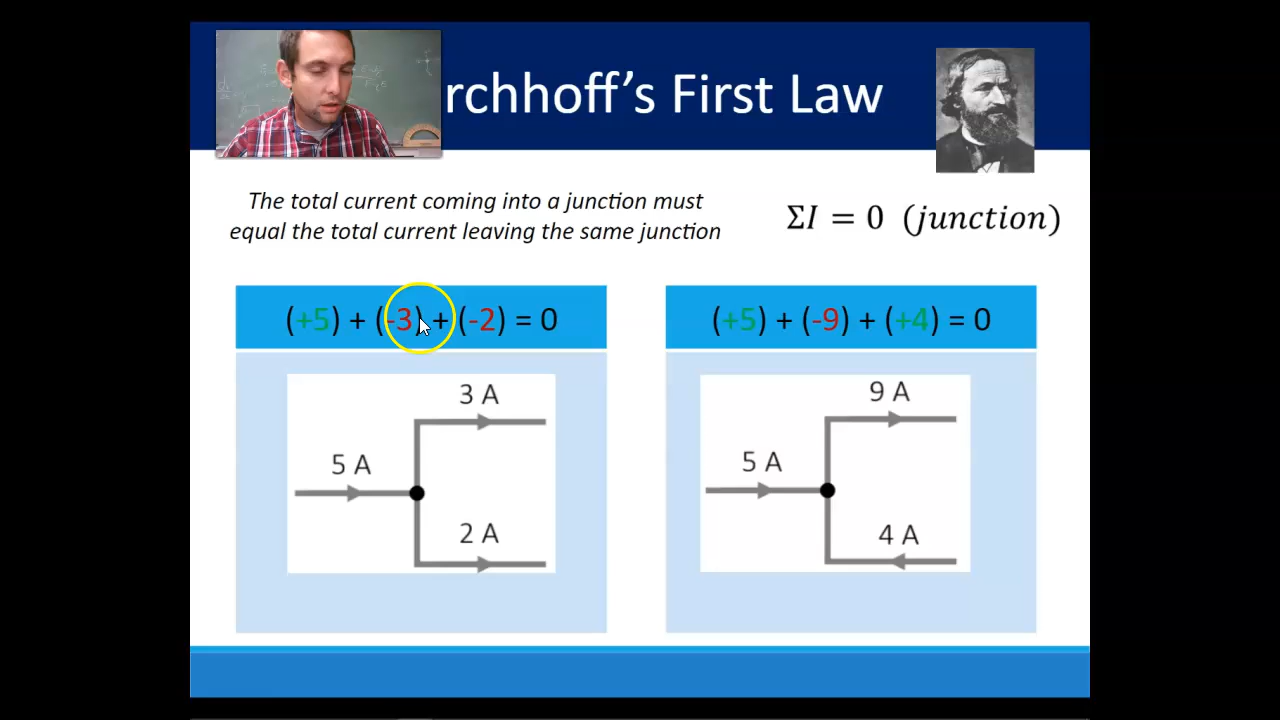 rchhoff's First Law
The total current coming into a junction must
equal the total current leaving the same junction
ΣI = 0 (junction)
(+5) + (-3) + (-2) = 0
3 A
5 A
2 A
(+5) + (-9) + (+4) = 0
9 A
5 A
4 A